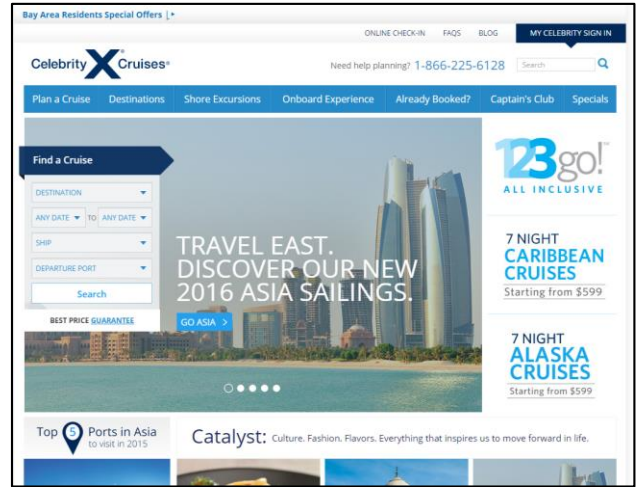 Bay Area Residents Special Offers
ONLINE CHECK-IN FAQS BLOG MY CELEBRITY SIGN IN
Celebrity X Cruises®
Need help planning? 1-866-225-6128 Search
Plan a Cruise Destinations Shore Excursions Onboard Experience Already Booked? Captain's Club Specials
Find a Cruise
DESTINATION
ANY DATE TO ANY DATE
SHIP
DEPARTURE PORT
Search
BEST PRICE GUARANTEE
TRAVEL EAST.
DISCOVER OUR NEW
2016 ASIA SAILINGS.
GO ASIA >
123go!™
ALL INCLUSIVE
7 NIGHT
CARIBBEAN
CRUISES
Starting from $599
7 NIGHT
ALASKA
CRUISES
Starting from $599
Top 5 Ports in Asia
to visit in 2015
Catalyst: Culture. Fashion. Flavors. Everything that inspires us to move forward in life.